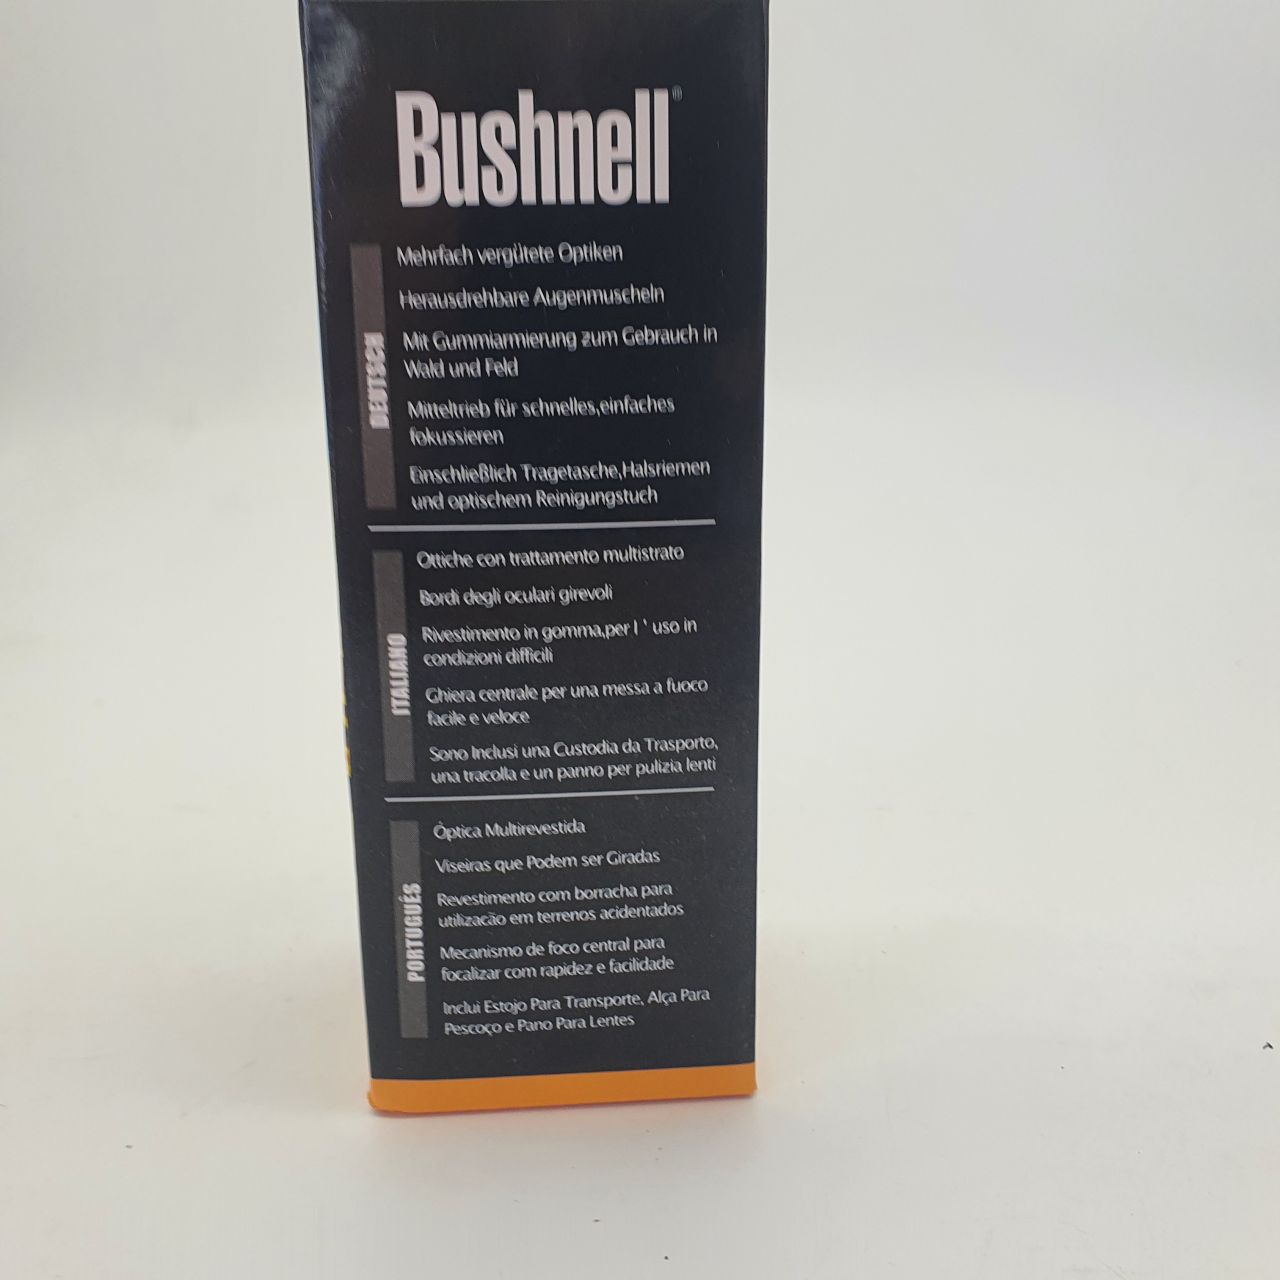 Bushnell®
DEUTSCH
Mehrfach vergütete Optiken
Herausdrehbare Augenmuscheln
Mit Gummiarmierung zum Gebrauch in
Wald und Feld
Mitteltrieb für schnelles,einfaches
fokussieren
Einschließlich Tragetasche,Halsriemen
und optischem Reinigungstuch
ITALIANO
Ottiche con trattamento multistrato
Bordi degli oculari girevoli
Rivestimento in gomma,per l ' uso in
condizioni difficili
Ghiera centrale per una messa a fuoco
facile e veloce
Sono Inclusi una Custodia da Trasporto,
una tracolla e un panno per pulizia lenti
PORTUGUÊS
Óptica Multirevestida
Viseiras que Podem ser Giradas
Revestimento com borracha para
utilizacão em terrenos acidentados
Mecanismo de foco central para
focalizar com rapidez e facilidade
Inclui Estojo Para Transporte, Alça Para
Pescoço e Pano Para Lentes